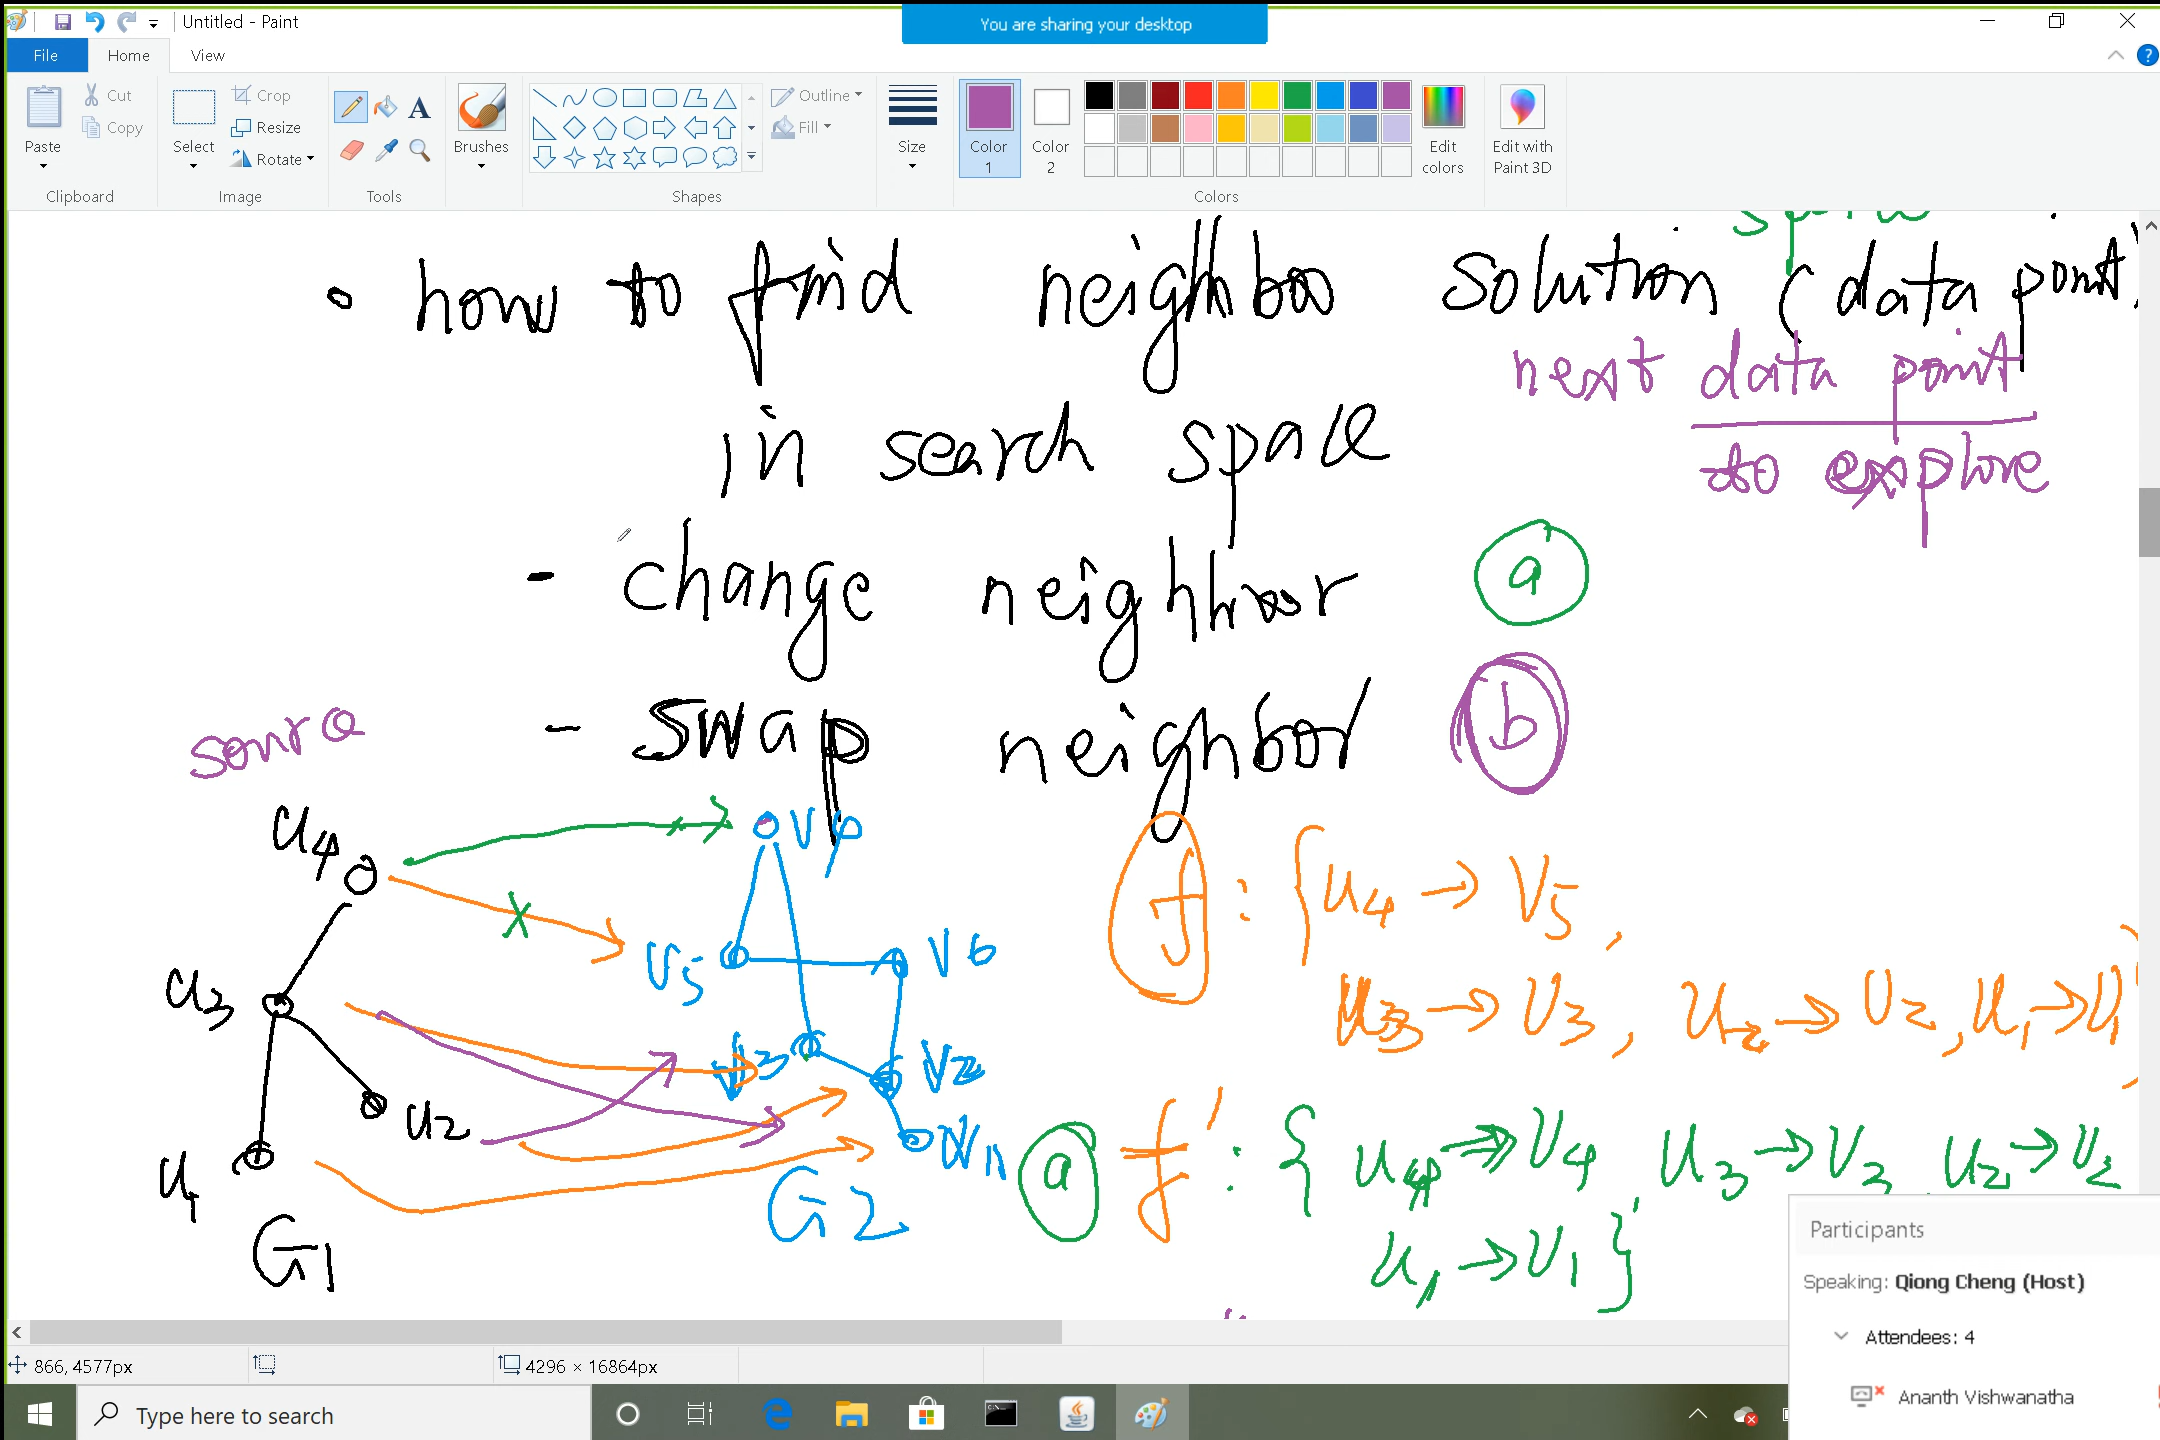 Untitled - Paint
You are sharing your desktop
File Home View
Cut
Copy
Paste
Clipboard
Crop
Resize
Rotate
Select
Image
Tools
Brushes
Shapes
Outline
Fill
Size
Color 1
Color 2
Colors
Edit colors
Edit with Paint 3D
• how to find neighbor solution (data point)
next data point
in search space
to explore
- change neighbor a
- swap neighbor b
source
u4 v4
f : { u4 → v5,
v5 v6
u3
u3 → v3, u2 → v2, u1 → v1 }
v3 v2
u2
v1
u1
a f' : { u4 → v4, u3 → v3, u2 → v2
G2
u1 → v1 }
G1
Participants
Speaking: Qiong Cheng (Host)
Attendees: 4
Ananth Vishwanatha
866, 4577px
4296 × 16864px
Type here to search